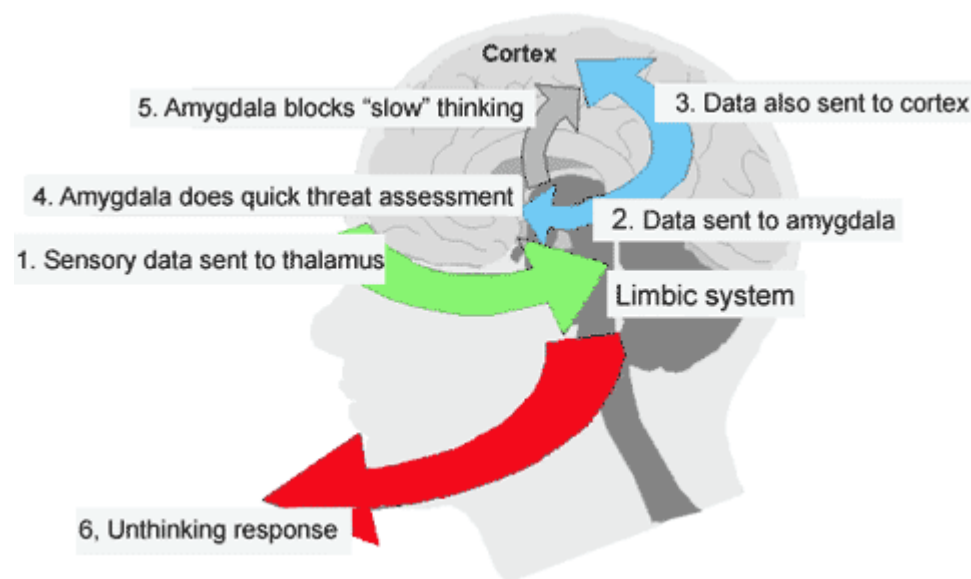 Cortex
5. Amygdala blocks “slow” thinking
3. Data also sent to cortex
4. Amygdala does quick threat assessment
2. Data sent to amygdala
1. Sensory data sent to thalamus
Limbic system
6, Unthinking response